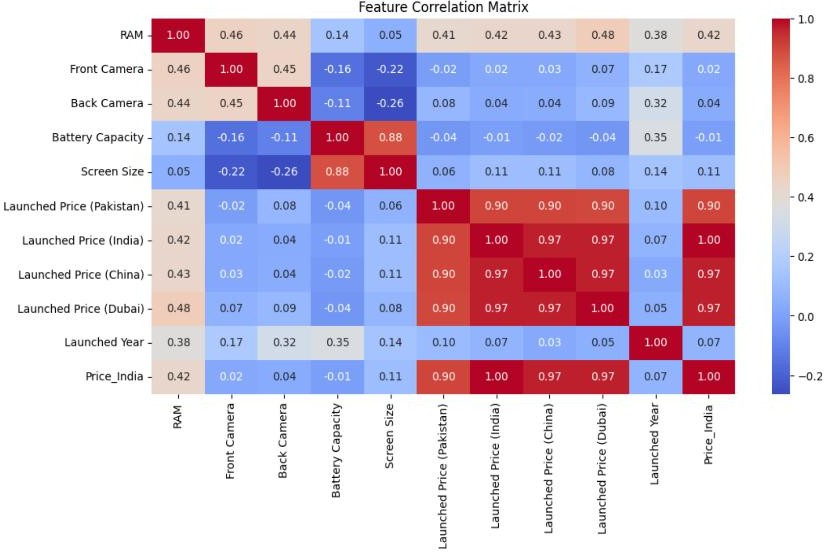 Feature Correlation Matrix
RAM 1.00 0.46 0.44 0.14 0.05 0.41 0.42 0.43 0.48 0.38 0.42
Front Camera 0.46 1.00 0.45 -0.16 -0.22 -0.02 0.02 0.03 0.07 0.17 0.02
Back Camera 0.44 0.45 1.00 -0.11 -0.26 0.08 0.04 0.04 0.09 0.32 0.04
Battery Capacity 0.14 -0.16 -0.11 1.00 0.88 -0.04 -0.01 -0.02 -0.04 0.35 -0.01
Screen Size 0.05 -0.22 -0.26 0.88 1.00 0.06 0.11 0.11 0.08 0.14 0.11
Launched Price (Pakistan) 0.41 -0.02 0.08 -0.04 0.06 1.00 0.90 0.90 0.90 0.10 0.90
Launched Price (India) 0.42 0.02 0.04 -0.01 0.11 0.90 1.00 0.97 0.97 0.07 1.00
Launched Price (China) 0.43 0.03 0.04 -0.02 0.11 0.90 0.97 1.00 0.97 0.03 0.97
Launched Price (Dubai) 0.48 0.07 0.09 -0.04 0.08 0.90 0.97 0.97 1.00 0.05 0.97
Launched Year 0.38 0.17 0.32 0.35 0.14 0.10 0.07 0.03 0.05 1.00 0.07
Price_India 0.42 0.02 0.04 -0.01 0.11 0.90 1.00 0.97 0.97 0.07 1.00
RAM
Front Camera
Back Camera
Battery Capacity
Screen Size
Launched Price (Pakistan)
Launched Price (India)
Launched Price (China)
Launched Price (Dubai)
Launched Year
Price_India
1.0
0.8
0.6
0.4
0.2
0.0
−0.2